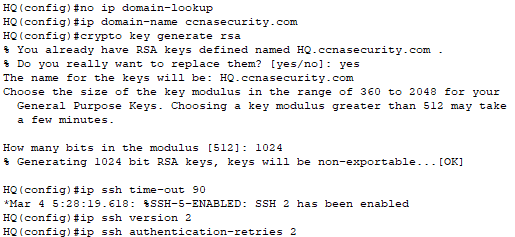 HQ(config)#no ip domain-lookup
HQ(config)#ip domain-name ccnasecurity.com
HQ(config)#crypto key generate rsa
% You already have RSA keys defined named HQ.ccnasecurity.com .
% Do you really want to replace them? [yes/no]: yes
The name for the keys will be: HQ.ccnasecurity.com
Choose the size of the key modulus in the range of 360 to 2048 for your
General Purpose Keys. Choosing a key modulus greater than 512 may take
a few minutes.
How many bits in the modulus [512]: 1024
% Generating 1024 bit RSA keys, keys will be non-exportable...[OK]
HQ(config)#ip ssh time-out 90
*Mar 4 5:28:19.618: %SSH-5-ENABLED: SSH 2 has been enabled
HQ(config)#ip ssh version 2
HQ(config)#ip ssh authentication-retries 2